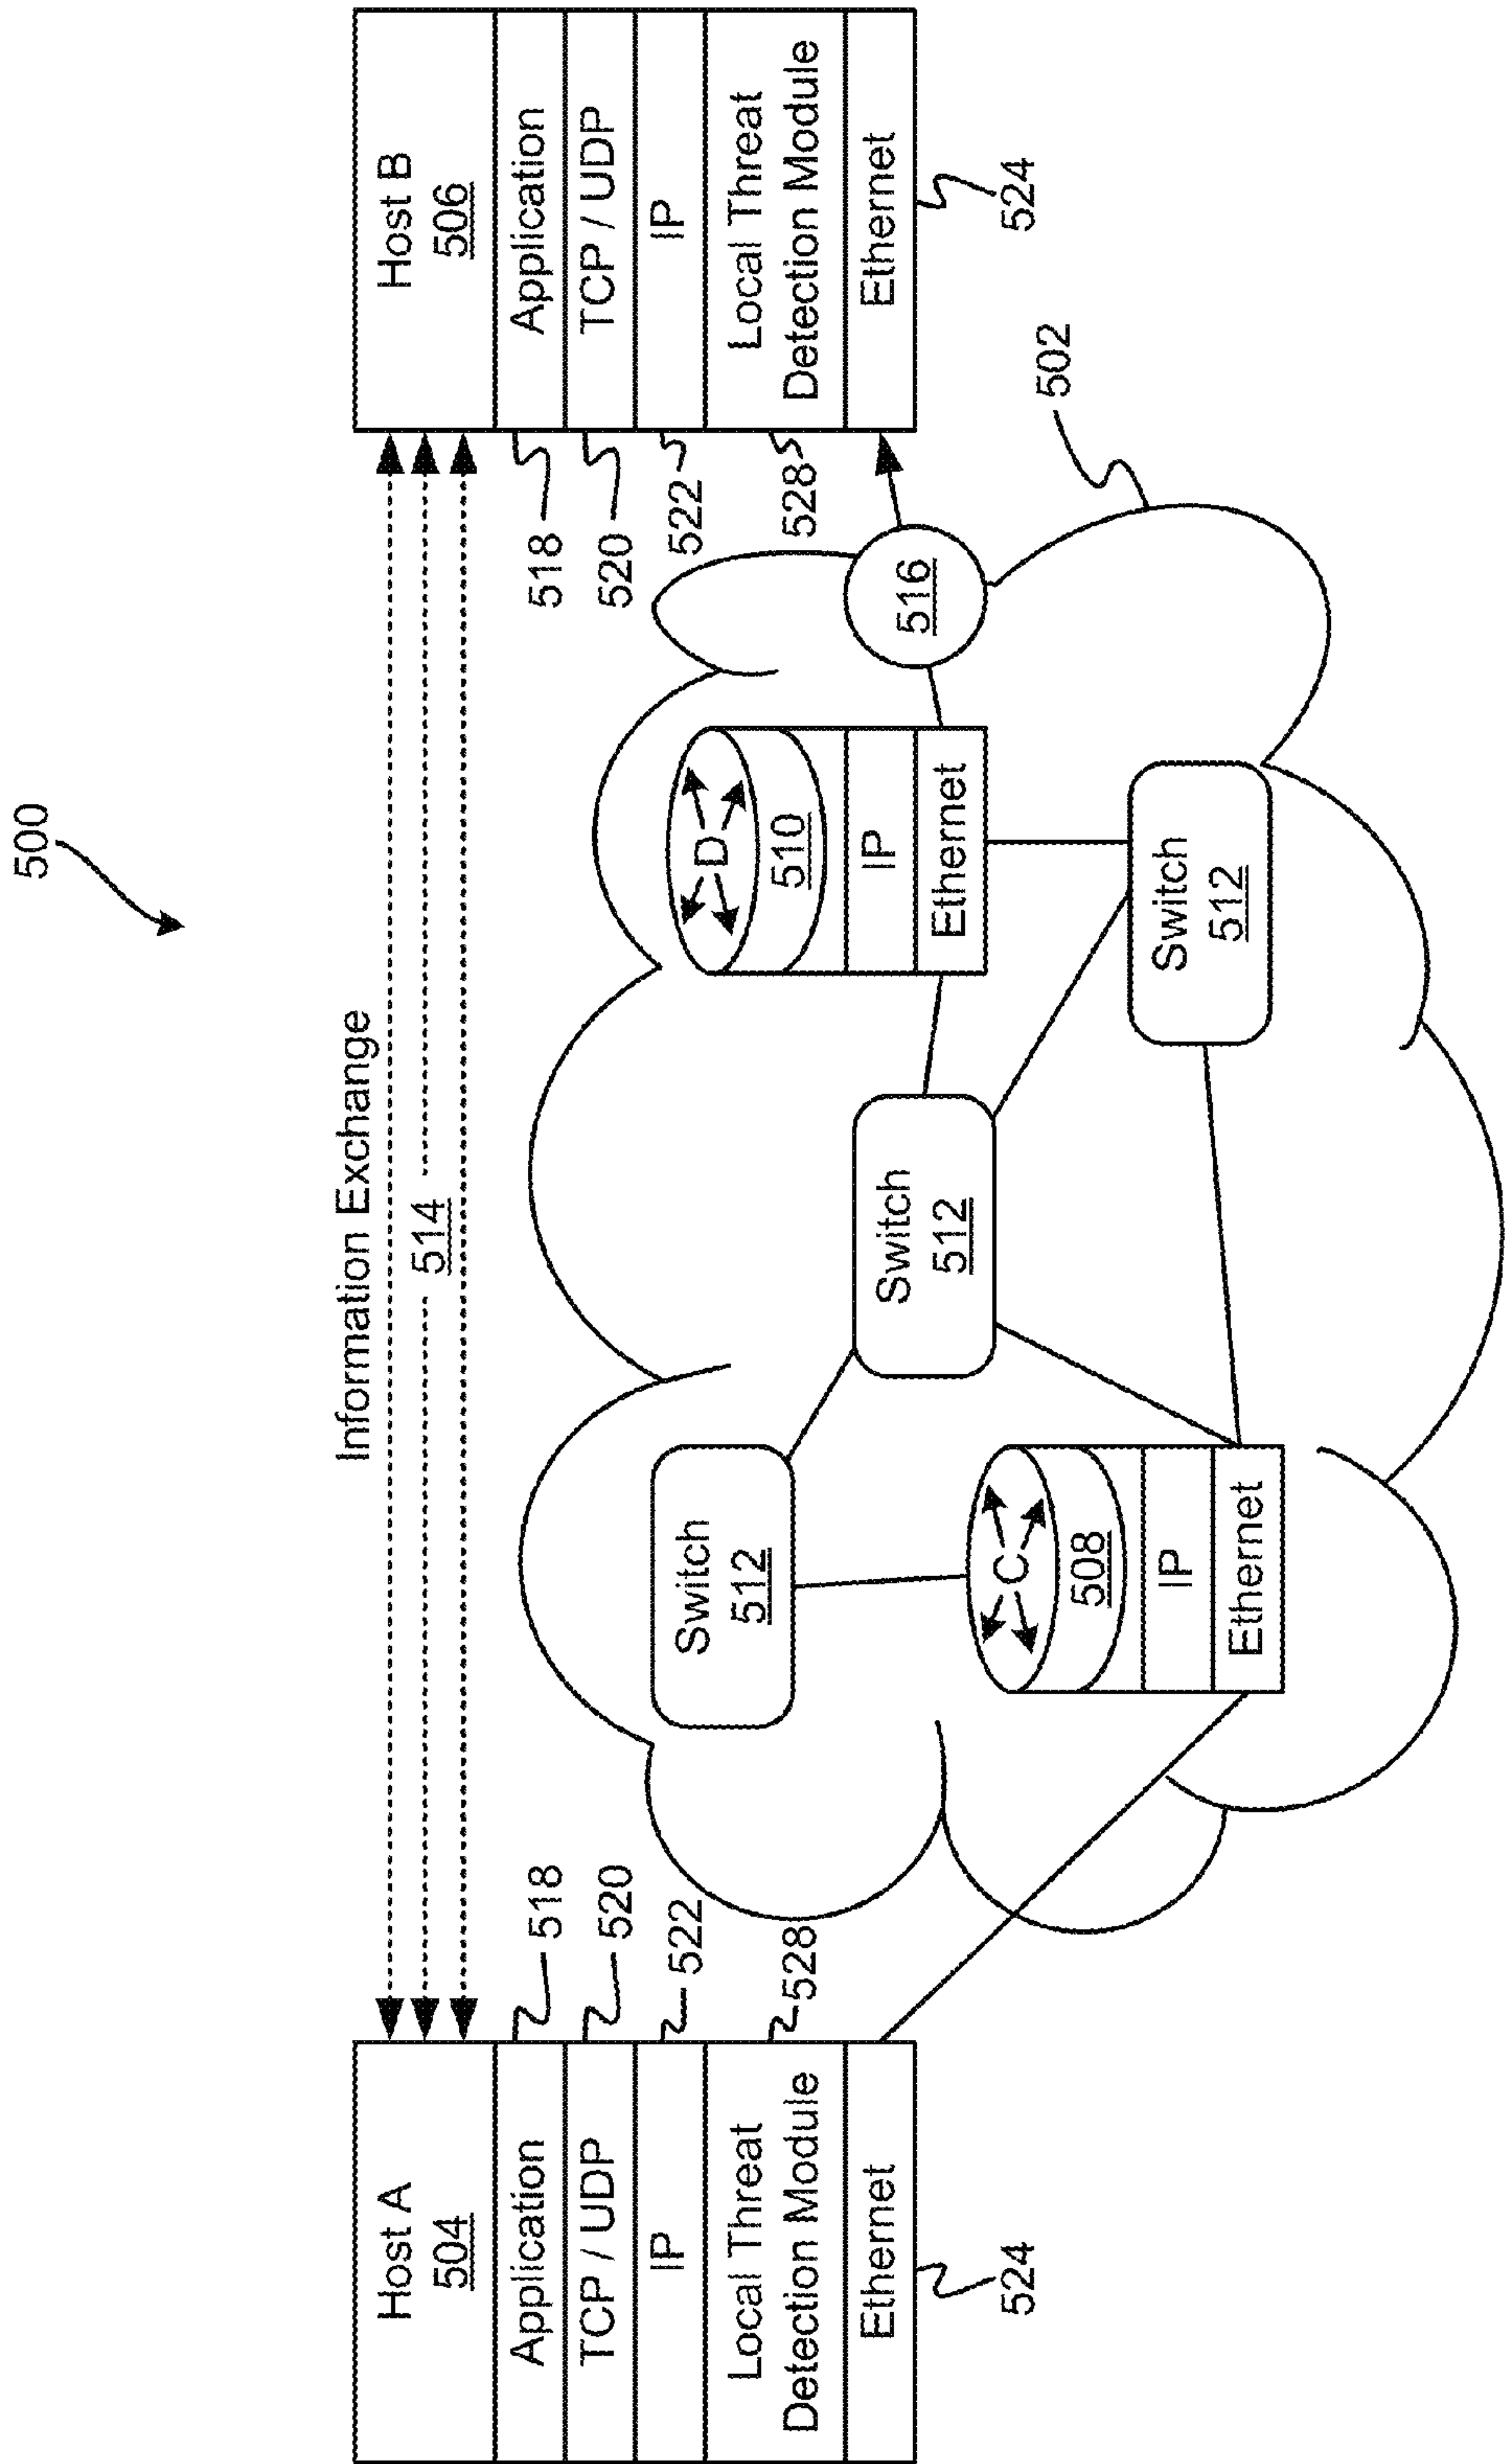 500
Information Exchange
514
Host A
504
Application
TCP / UDP
IP
Local Threat
Detection Module
Ethernet
518
520
522
528
524
Host B
506
Application
TCP / UDP
IP
Local Threat
Detection Module
Ethernet
518
520
522
528
524
502
516
Switch
512
C
508
IP
Ethernet
Switch
512
D
510
IP
Ethernet
Switch
512